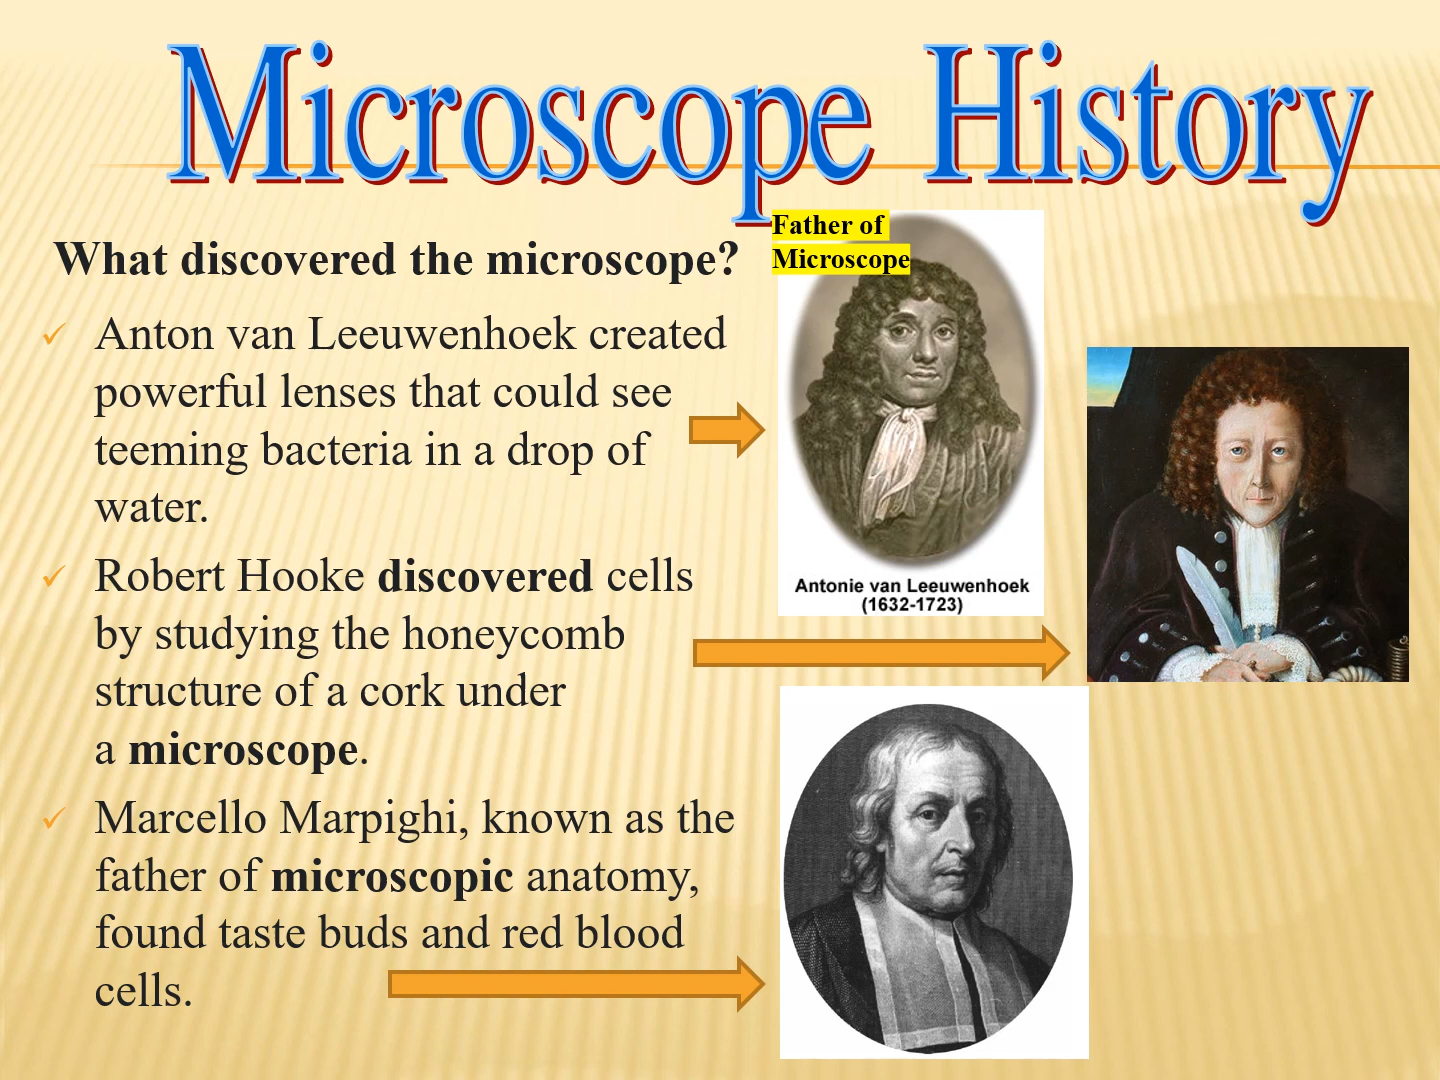 Microscope History
What discovered the microscope?
Anton van Leeuwenhoek created
powerful lenses that could see
teeming bacteria in a drop of
water.
Robert Hooke discovered cells
by studying the honeycomb
structure of a cork under
a microscope.
Marcello Marpighi, known as the
father of microscopic anatomy,
found taste buds and red blood
cells.
Father of
Microscope
Antonie van Leeuwenhoek
(1632-1723)